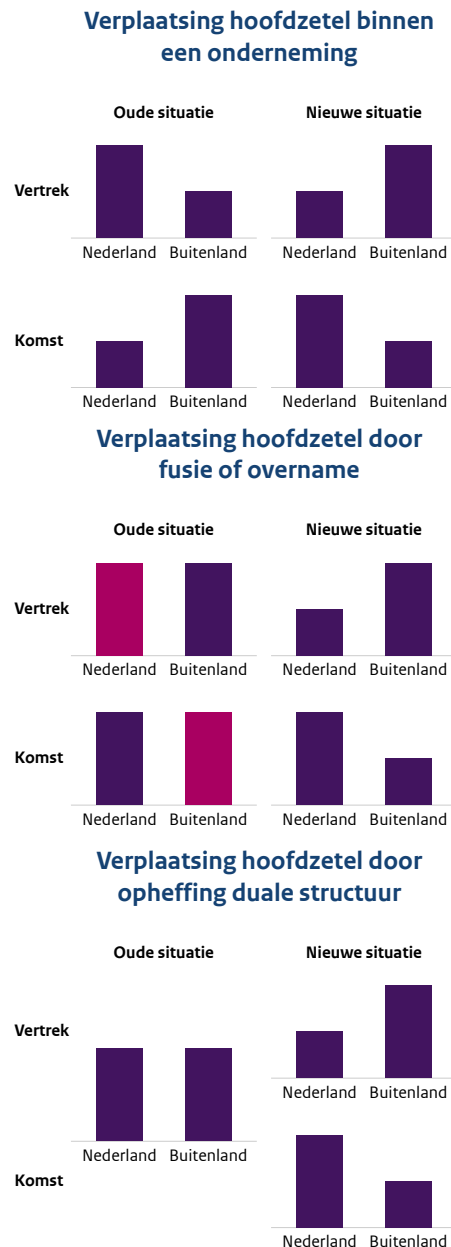 Verplaatsing hoofdzetel binnen
een onderneming
Oude situatie
Nieuwe situatie
Vertrek
Nederland Buitenland
Nederland Buitenland
Komst
Nederland Buitenland
Nederland Buitenland
Verplaatsing hoofdzetel door
fusie of overname
Oude situatie
Nieuwe situatie
Vertrek
Nederland Buitenland
Nederland Buitenland
Komst
Nederland Buitenland
Nederland Buitenland
Verplaatsing hoofdzetel door
opheffing duale structuur
Oude situatie
Nieuwe situatie
Vertrek
Nederland Buitenland
Nederland Buitenland
Komst
Nederland Buitenland